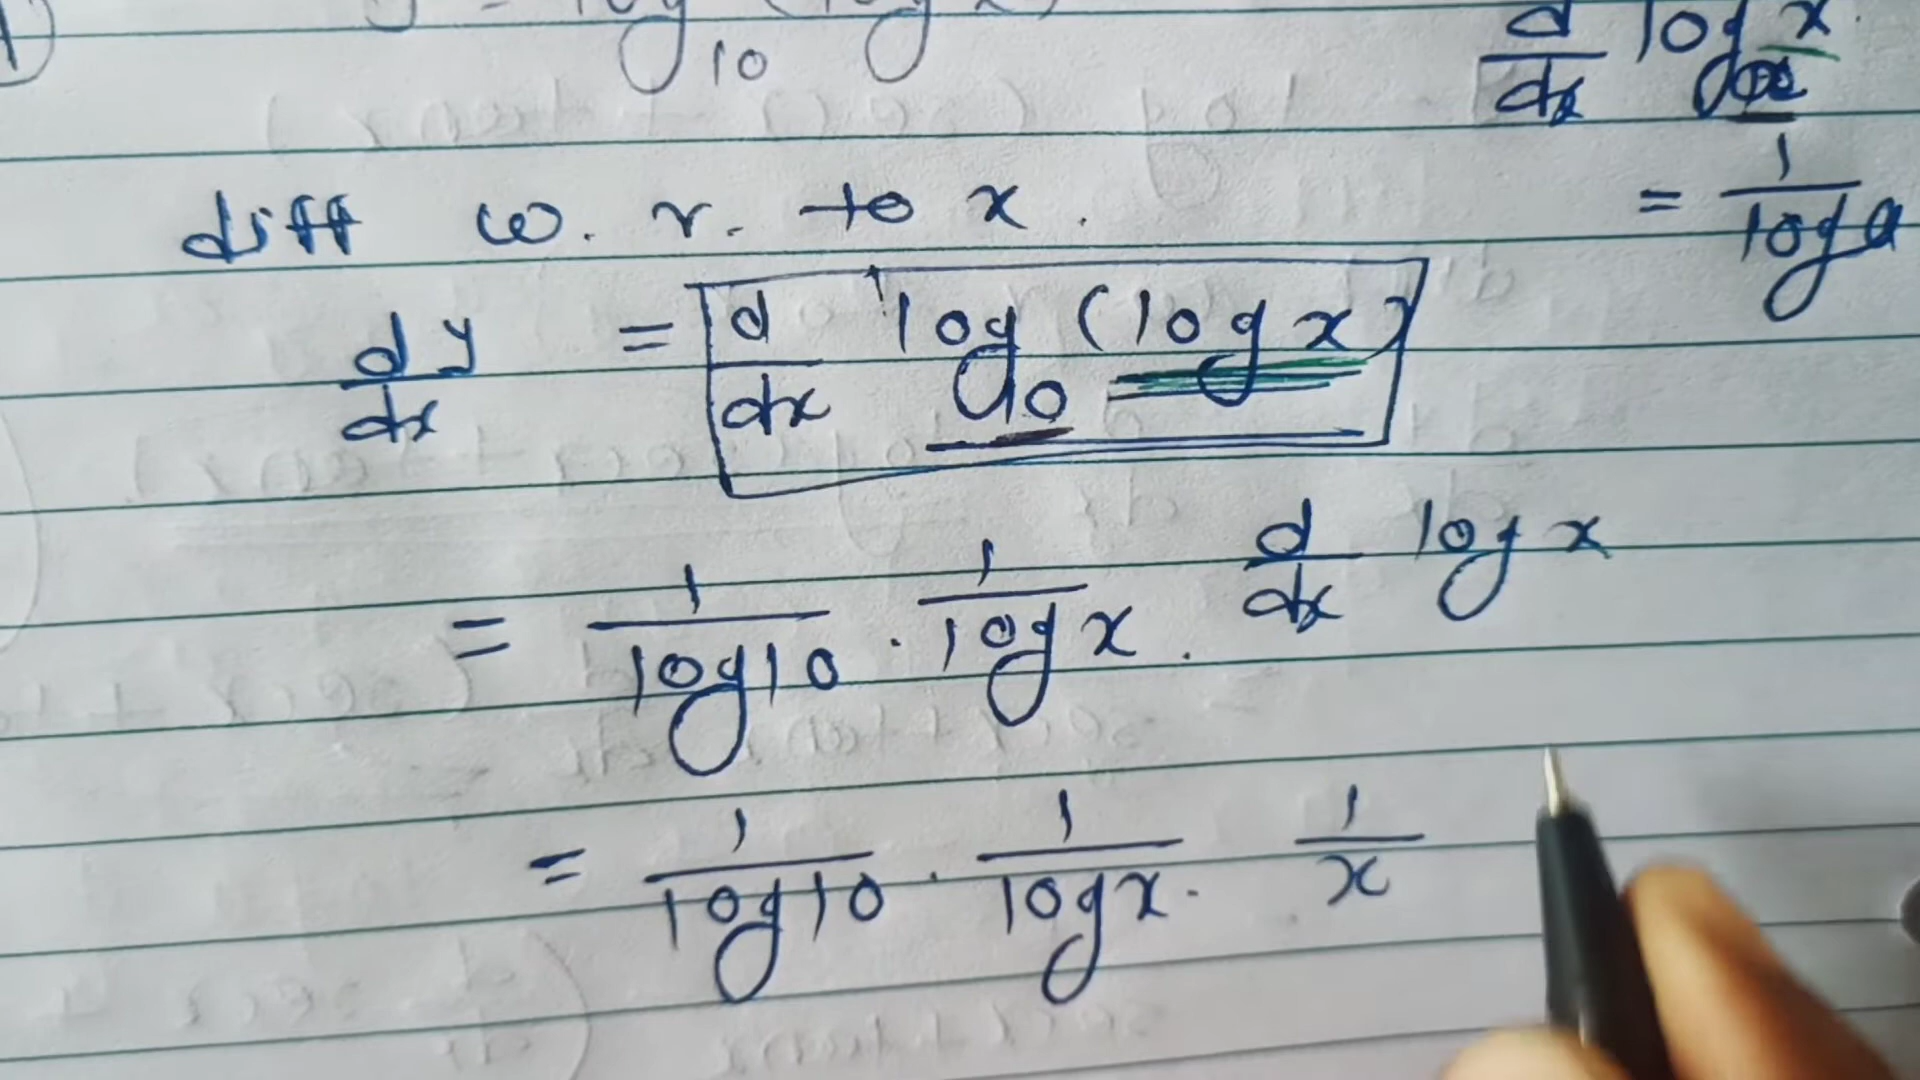 y = log₁₀ (log x)
d/dx logₐ x
= 1/log a
diff w. r. to x.
dy/dx = d/dx log₁₀ (log x)
= 1/log10 . 1/log x . d/dx log x
= 1/log10 . 1/log x . 1/x